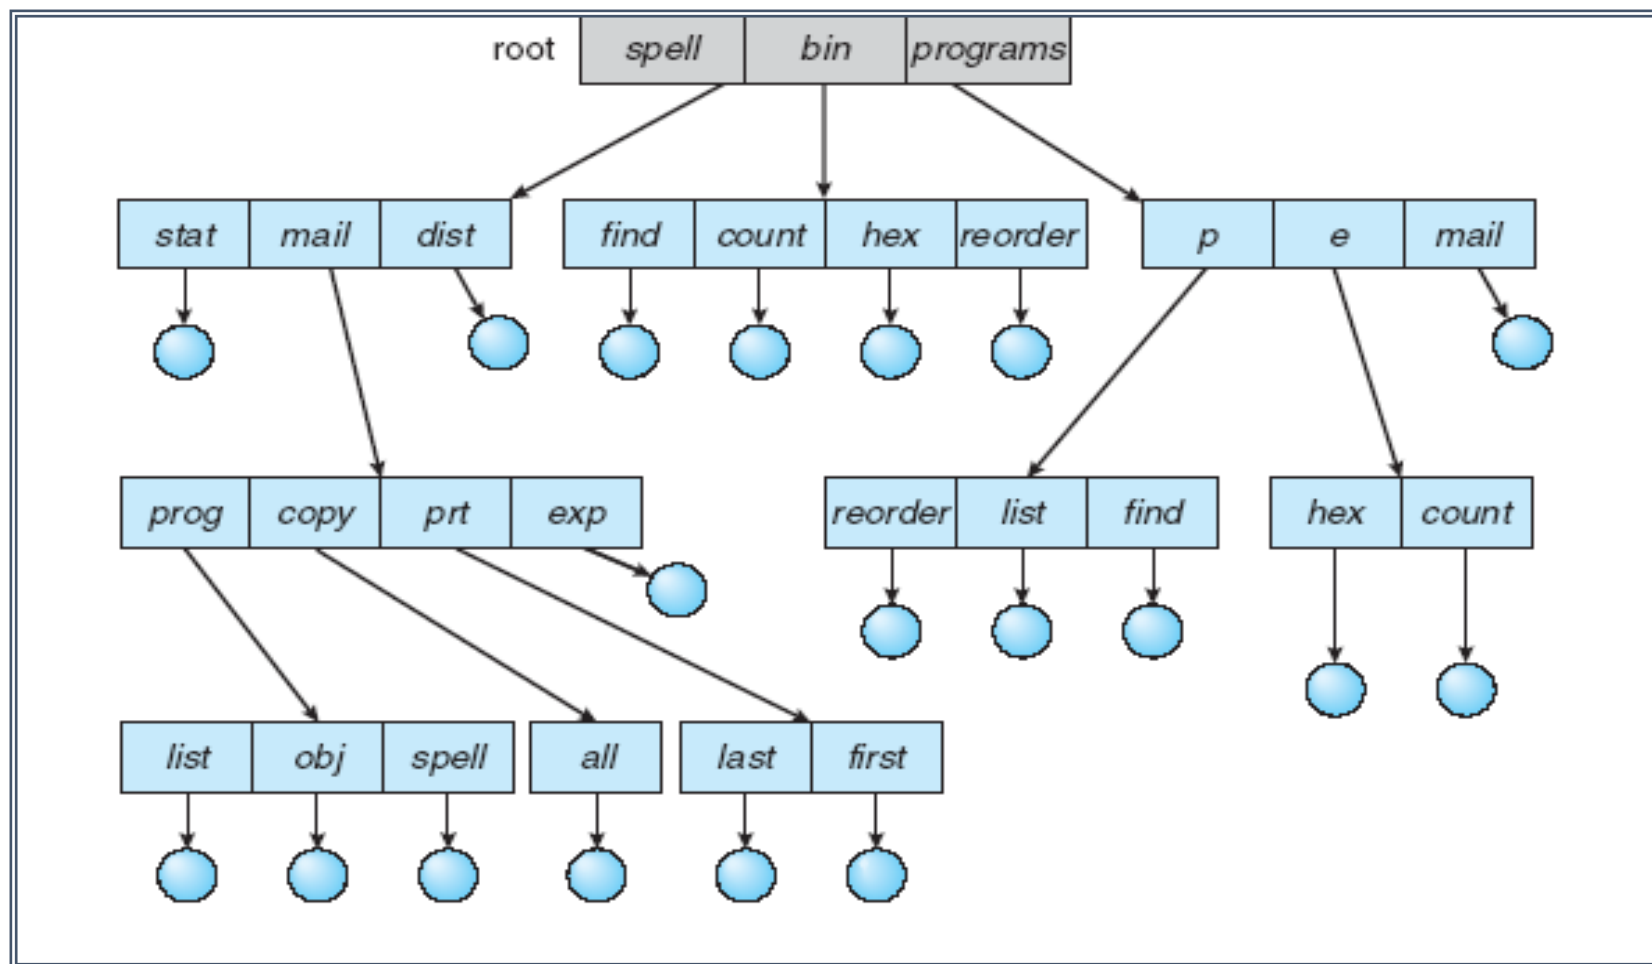 root spell bin programs
stat mail dist find count hex reorder p e mail
prog copy prt exp reorder list find hex count
list obj spell all last first